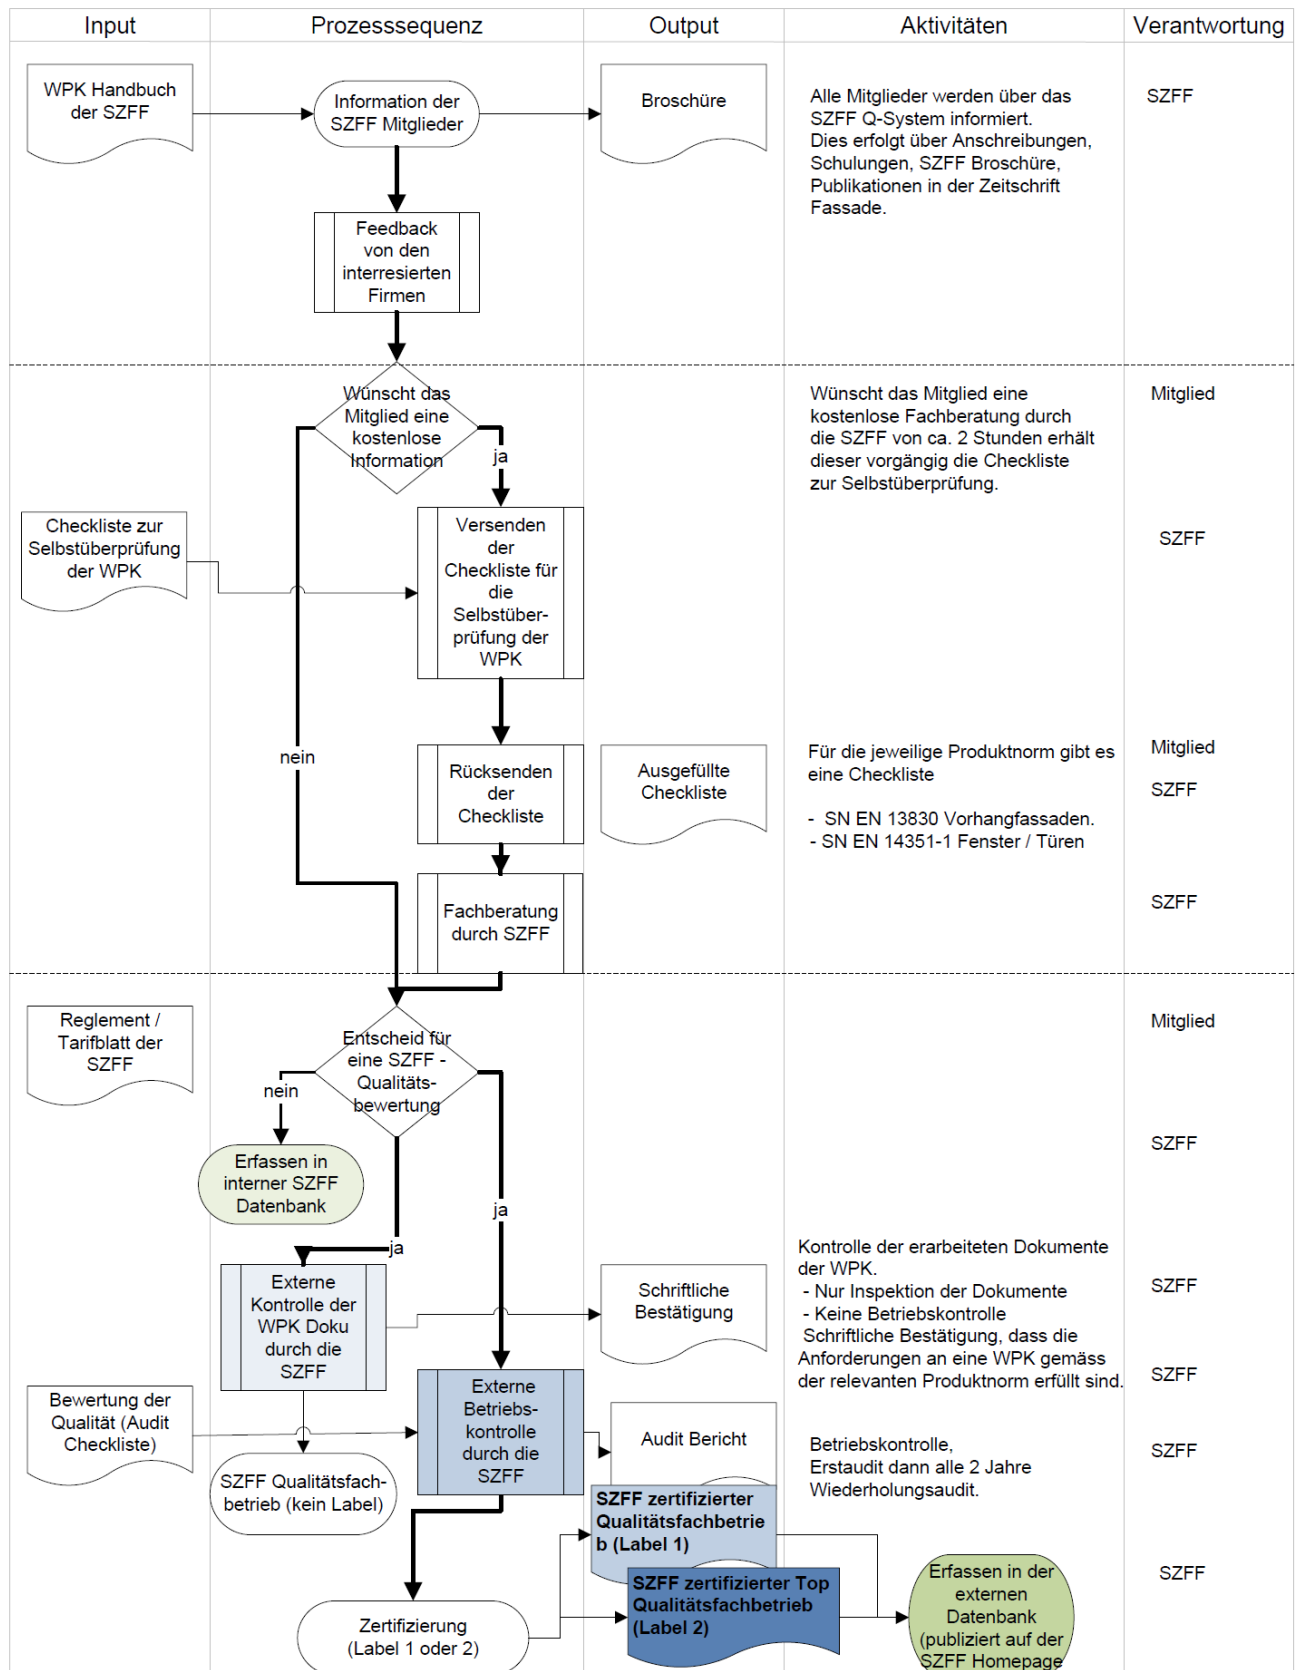 Input
Prozesssequenz
Output
Aktivitäten
Verantwortung
WPK Handbuch
der SZFF
Information der
SZFF Mitglieder
Broschüre
Alle Mitglieder werden über das
SZFF Q-System informiert.
Dies erfolgt über Anschreibungen,
Schulungen, SZFF Broschüre,
Publikationen in der Zeitschrift
Fassade.
SZFF
Feedback
von den
interresierten
Firmen
Wünscht das
Mitglied eine
kostenlose
Information
ja
nein
Wünscht das Mitglied eine
kostenlose Fachberatung durch
die SZFF von ca. 2 Stunden erhält
dieser vorgängig die Checkliste
zur Selbstüberprüfung.
Mitglied
Checkliste zur
Selbstüberprüfung
der WPK
Versenden
der
Checkliste für
die
Selbstüber-
prüfung der
WPK
SZFF
Rücksenden
der
Checkliste
Ausgefüllte
Checkliste
Für die jeweilige Produktnorm gibt es
eine Checkliste
- SN EN 13830 Vorhangfassaden.
- SN EN 14351-1 Fenster / Türen
Mitglied
SZFF
Fachberatung
durch SZFF
SZFF
Reglement /
Tarifblatt der
SZFF
Entscheid für
eine SZFF -
Qualitäts-
bewertung
Mitglied
nein
Erfassen in
interner SZFF
Datenbank
SZFF
ja
ja
Externe
Kontrolle der
WPK Doku
durch die
SZFF
Schriftliche
Bestätigung
Kontrolle der erarbeiteten Dokumente
der WPK.
- Nur Inspektion der Dokumente
- Keine Betriebskontrolle
Schriftliche Bestätigung, dass die
Anforderungen an eine WPK gemäss
der relevanten Produktnorm erfüllt sind.
SZFF
SZFF
Bewertung der
Qualität (Audit
Checkliste)
SZFF Qualitätsfach-
betrieb (kein Label)
Externe
Betriebs-
kontrolle
durch die
SZFF
Audit Bericht
Betriebskontrolle,
Erstaudit dann alle 2 Jahre
Wiederholungsaudit.
SZFF
SZFF zertifizierter
Qualitätsfachbetrie
b (Label 1)
SZFF zertifizierter Top
Qualitätsfachbetrieb
(Label 2)
Zertifizierung
(Label 1 oder 2)
Erfassen in der
externen
Datenbank
(publiziert auf der
SZFF Homepage
SZFF